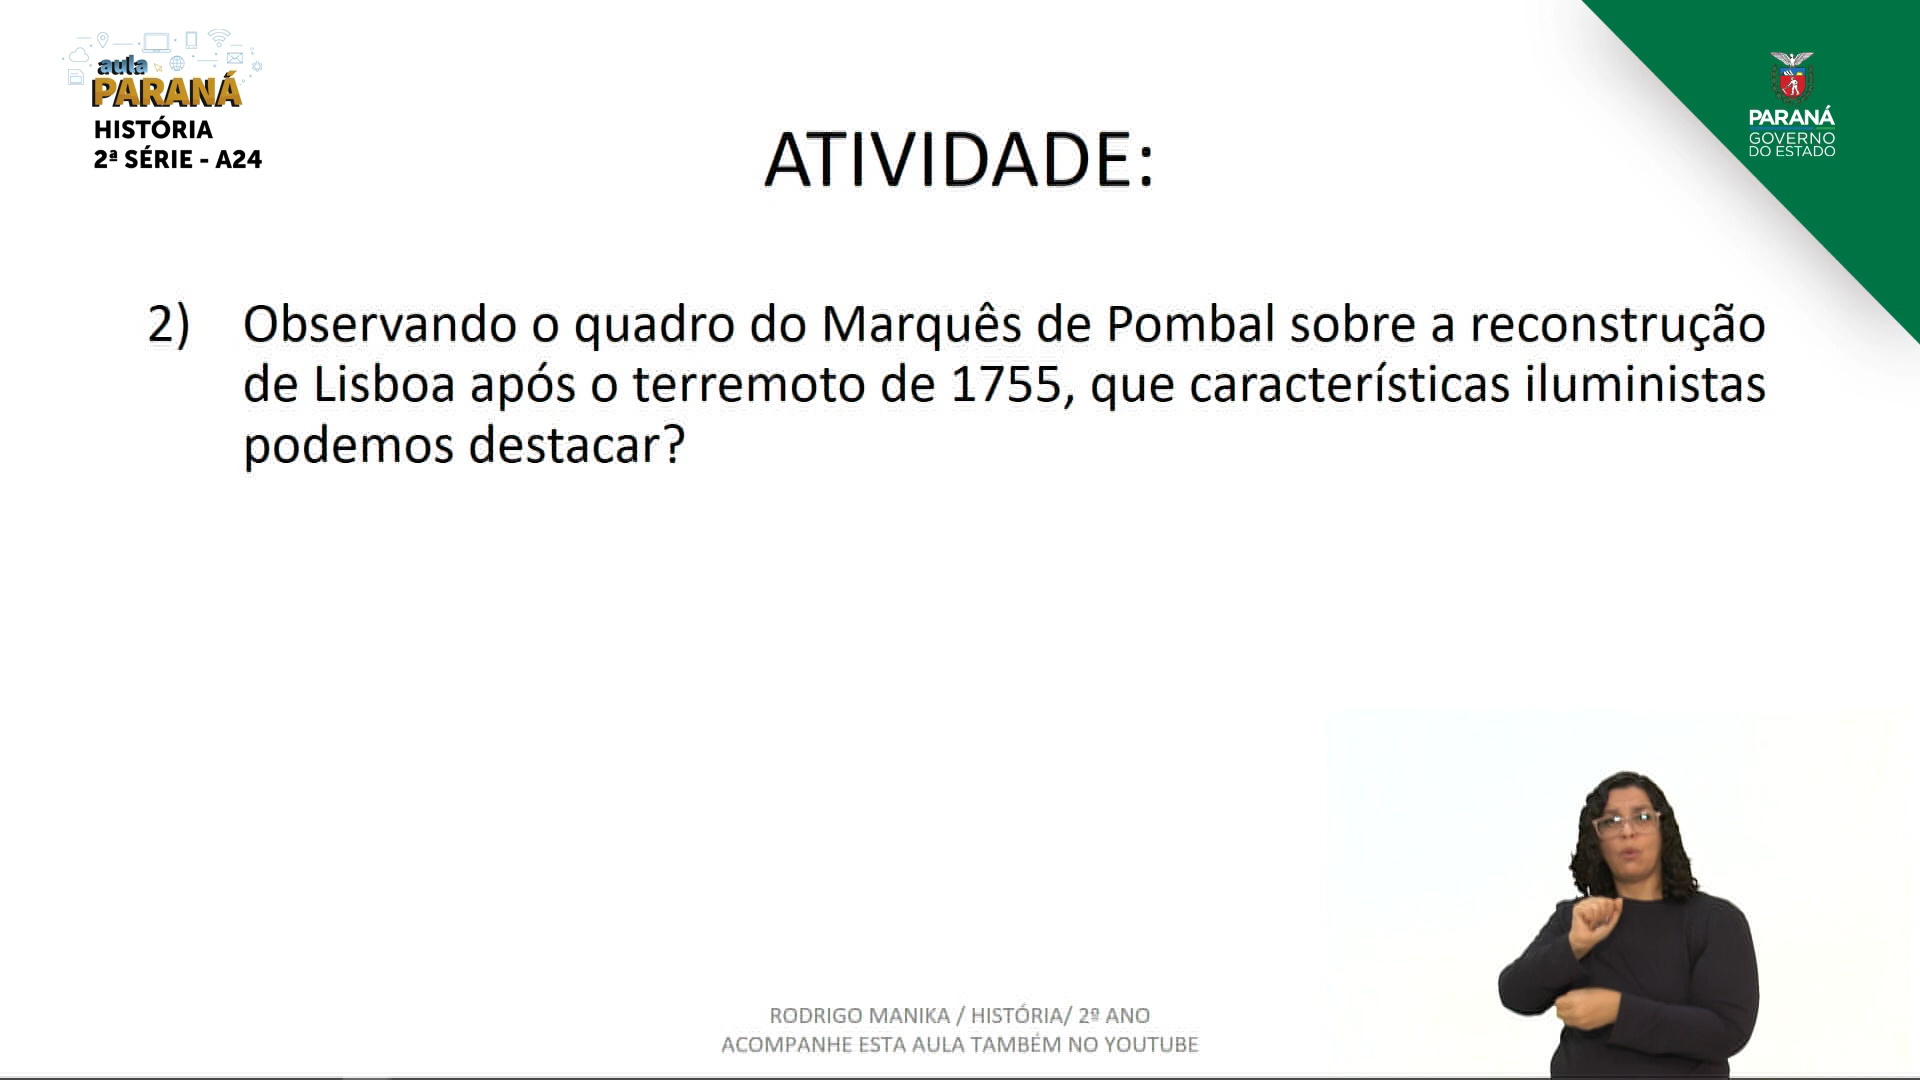 aula
PARANÁ
HISTÓRIA
2ª SÉRIE - A24
PARANÁ
GOVERNO
DO ESTADO
ATIVIDADE:
2) Observando o quadro do Marquês de Pombal sobre a reconstrução
de Lisboa após o terremoto de 1755, que características iluministas
podemos destacar?
RODRIGO MANIKA / HISTÓRIA/ 2º ANO
ACOMPANHE ESTA AULA TAMBÉM NO YOUTUBE